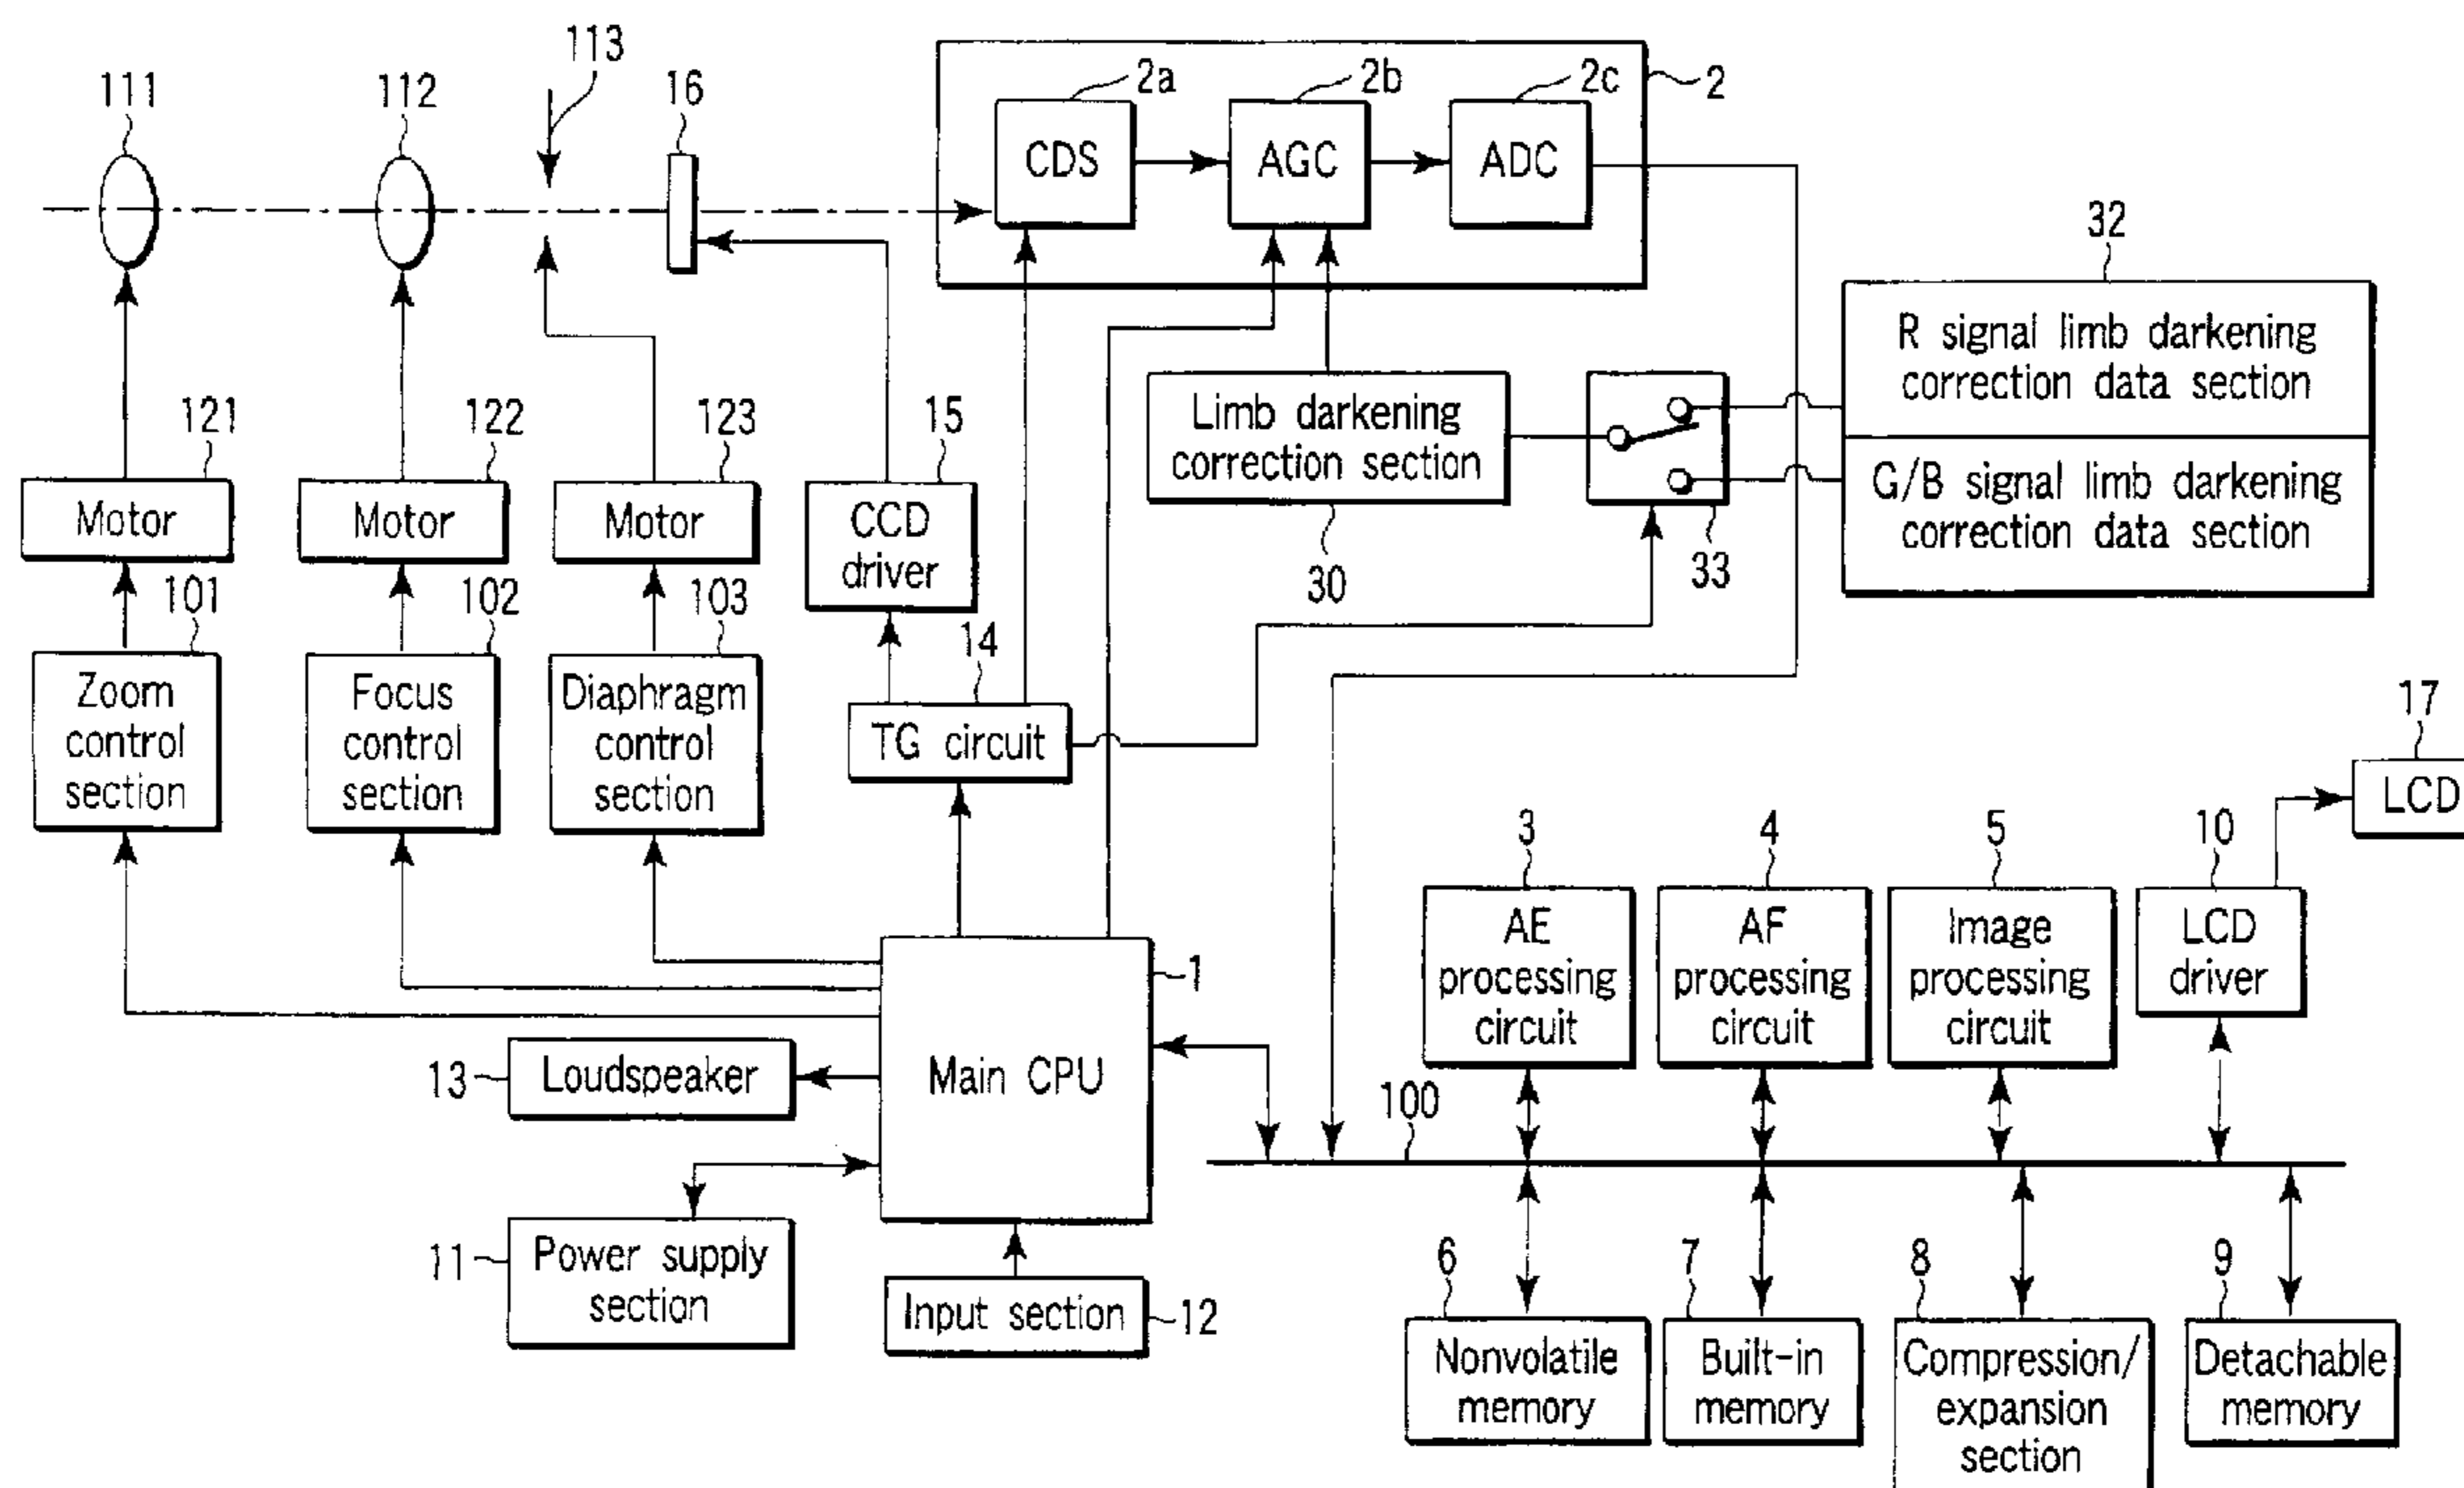 113
111
112
16
2a
2b
2c
2
CDS
AGC
ADC
32
R signal limb darkening
correction data section
G/B signal limb darkening
correction data section
Limb darkening
correction section
30
33
121
122
123
15
Motor
Motor
Motor
CCD
driver
101
102
103
14
Zoom
control
section
Focus
control
section
Diaphragm
control
section
TG circuit
17
LCD
3
4
5
10
AE
processing
circuit
AF
processing
circuit
Image
processing
circuit
LCD
driver
1
Main CPU
13
Loudspeaker
100
11
Power supply
section
Input section
12
6
7
8
9
Nonvolatile
memory
Built-in
memory
Compression/
expansion
section
Detachable
memory